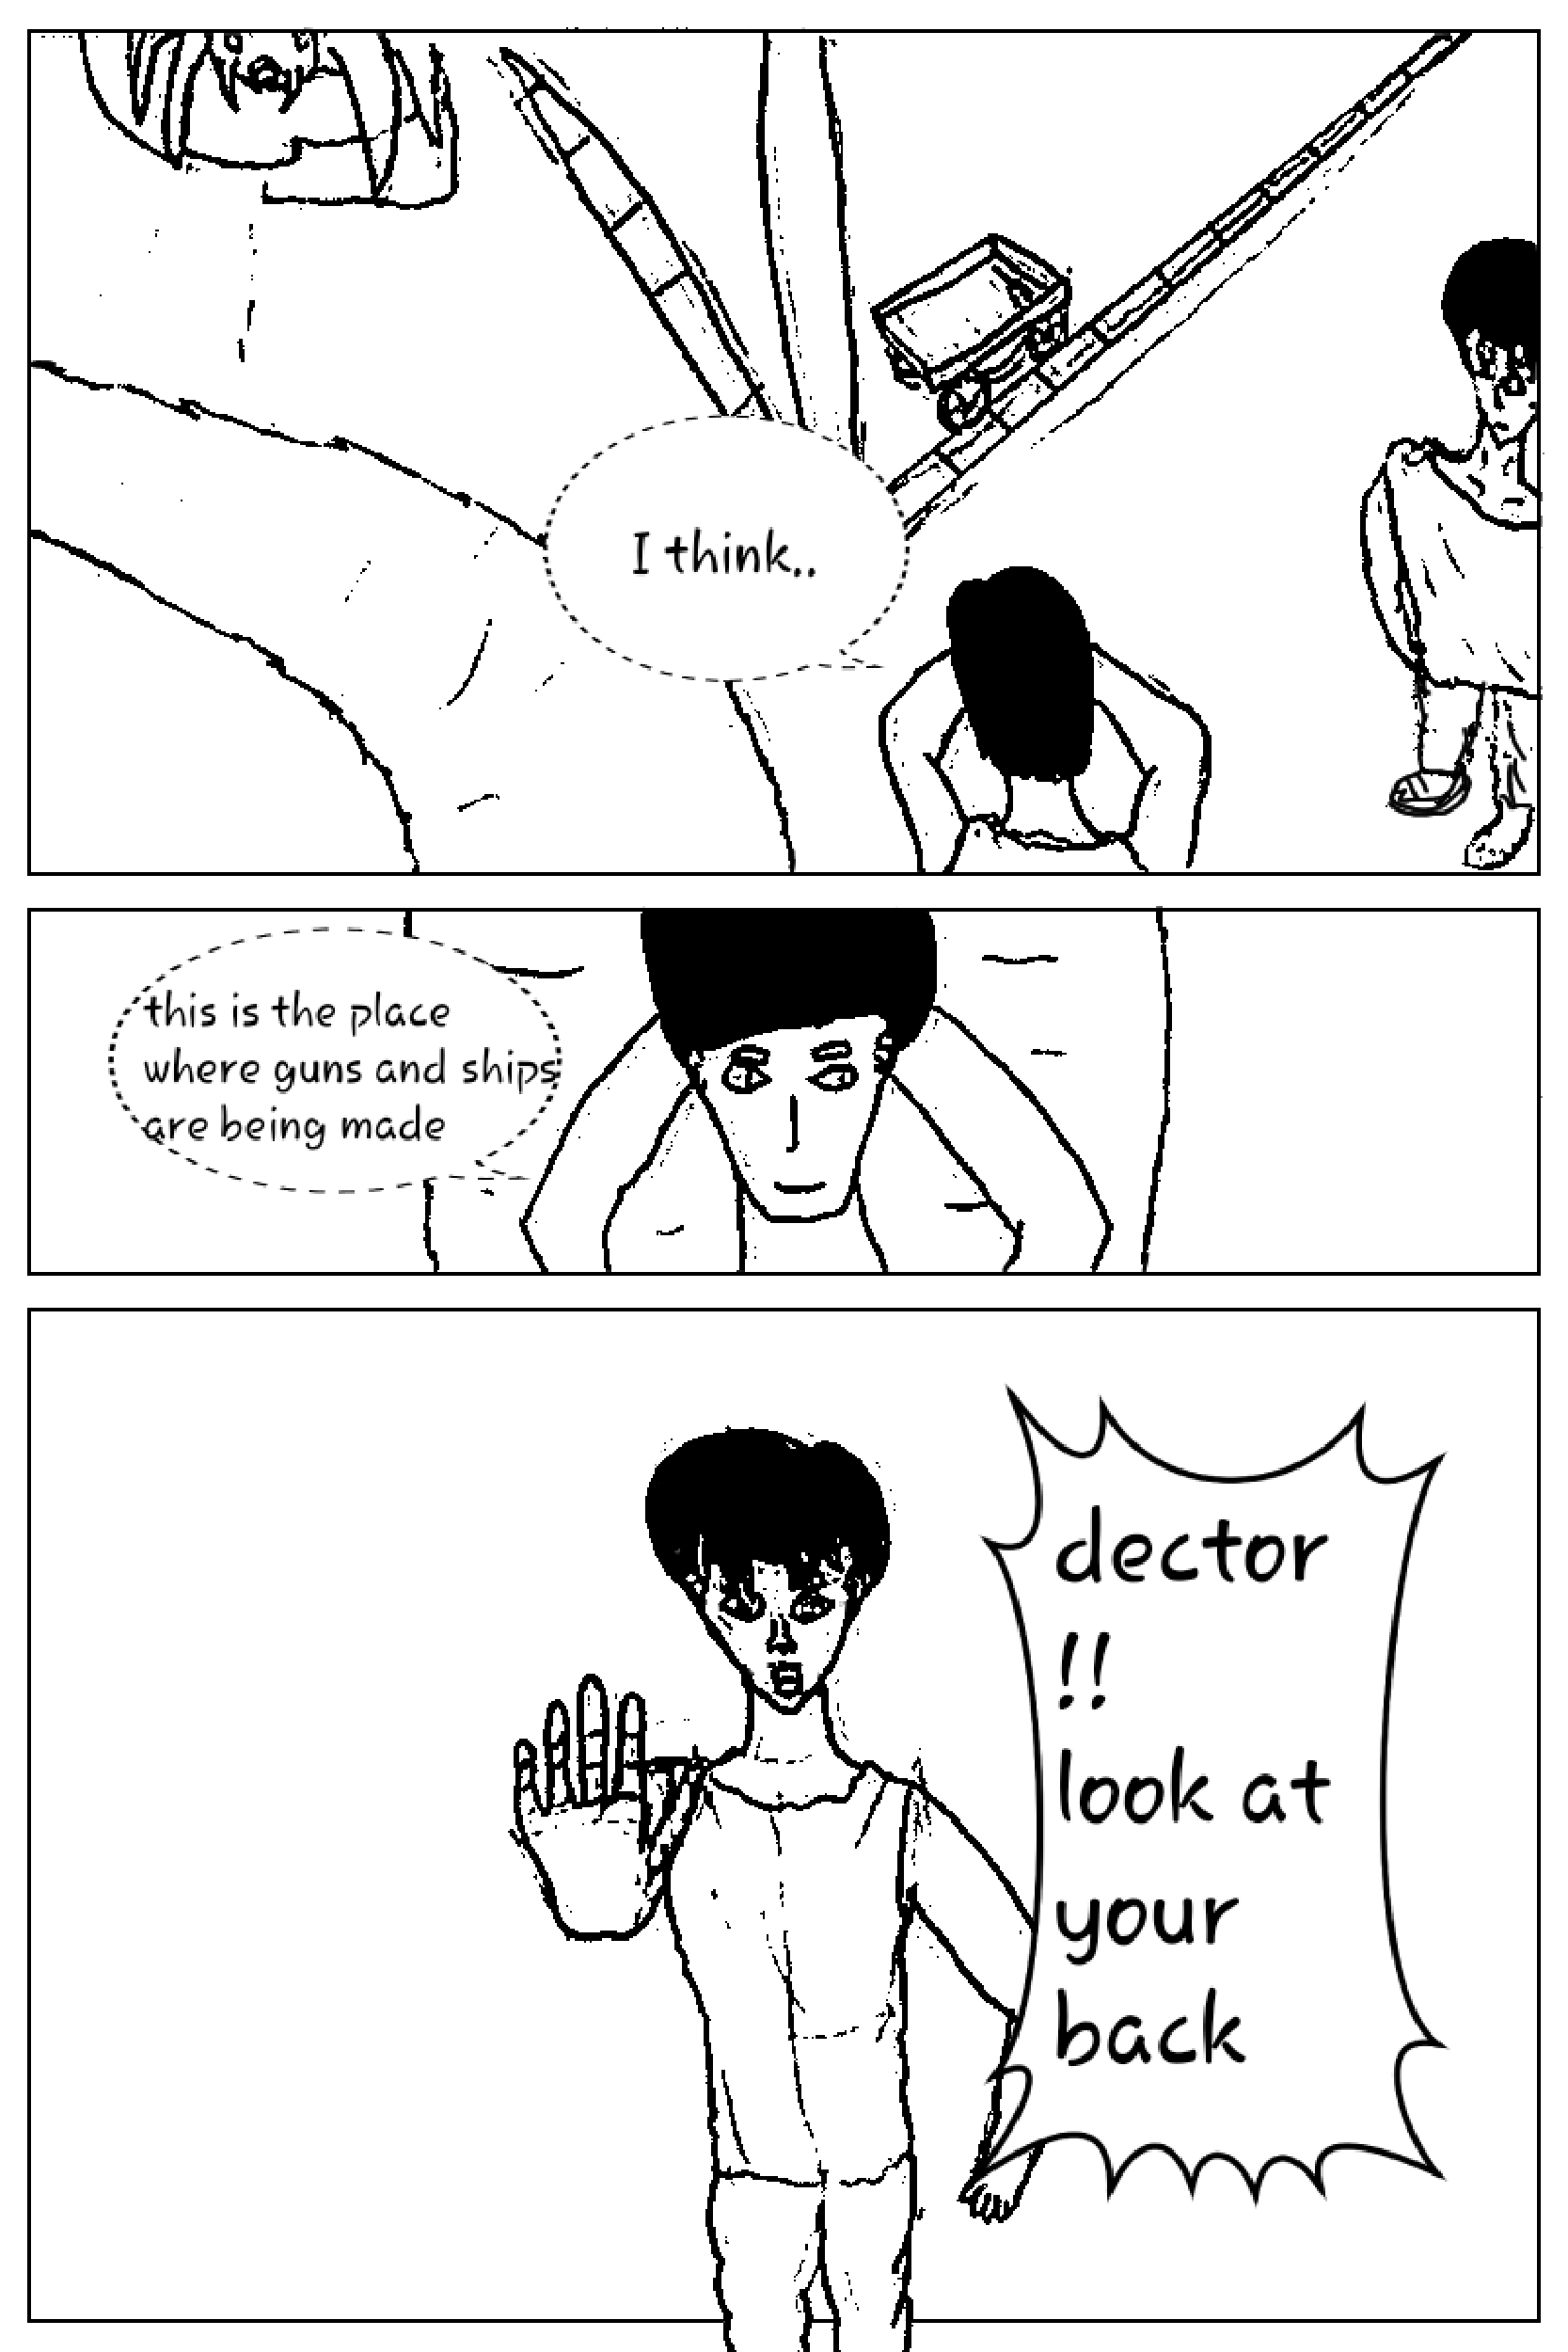 I think..
this is the place
where guns and ships
are being made
dector
!!
look at
your
back